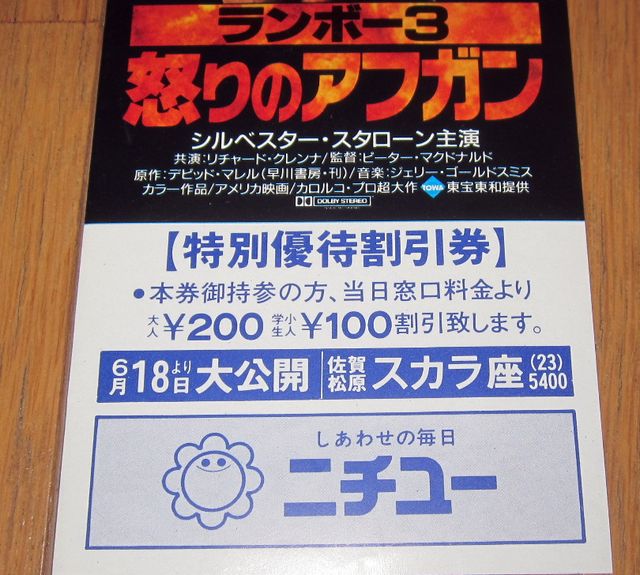 ランボー3
怒りのアフガン
シルベスター・スタローン主演
共演:リチャード・クレンナ/監督:ピーター・マクドナルド
原作:デビッド・マレル(早川書房・刊)/音楽:ジェリー・ゴールドスミス
カラー作品/アメリカ映画/カロルコ・プロ超大作 TOWA 東宝東和提供
DOLBY STEREO
【特別優待割引券】
●本券御持参の方、当日窓口料金より
大人¥200 学生小人¥100割引致します。
6月18日より大公開 佐賀松原 スカラ座 (23)5400
しあわせの毎日
ニチユー